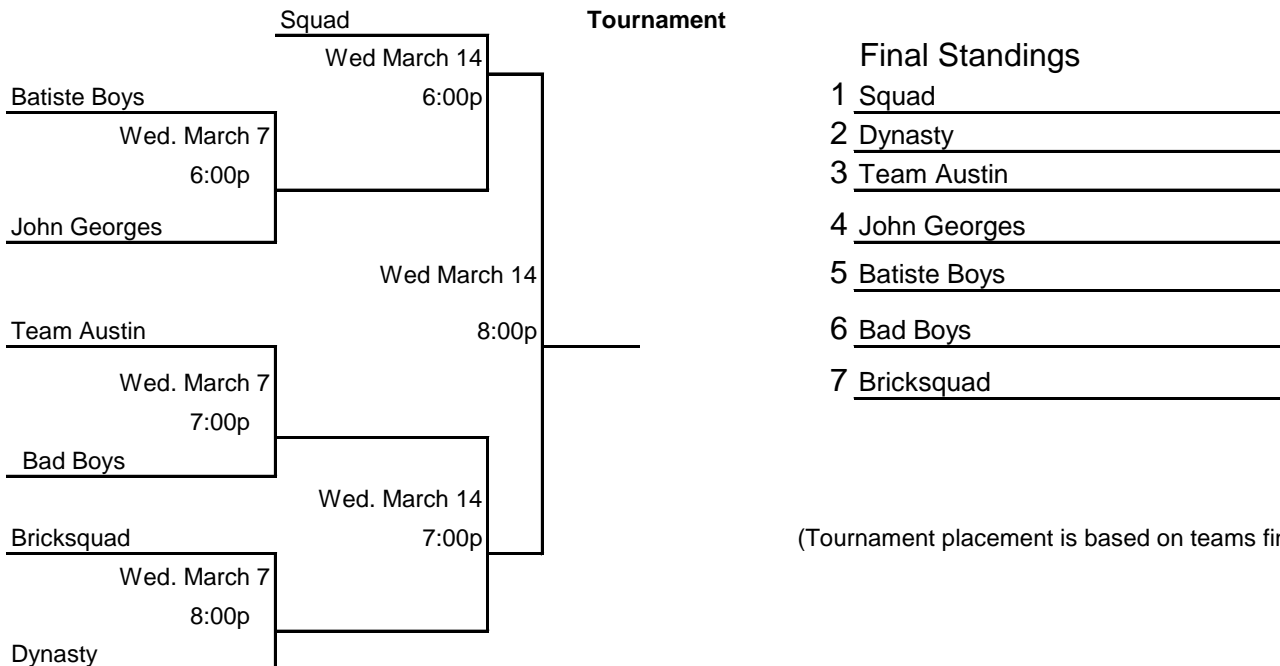 Squad
Tournament
Wed March 14
6:00p
Batiste Boys
Wed. March 7
6:00p
John Georges
Wed March 14
8:00p
Team Austin
Wed. March 7
7:00p
Bad Boys
Wed. March 14
7:00p
Bricksquad
Wed. March 7
8:00p
Dynasty
Final Standings
1 Squad
2 Dynasty
3 Team Austin
4 John Georges
5 Batiste Boys
6 Bad Boys
7 Bricksquad
(Tournament placement is based on teams